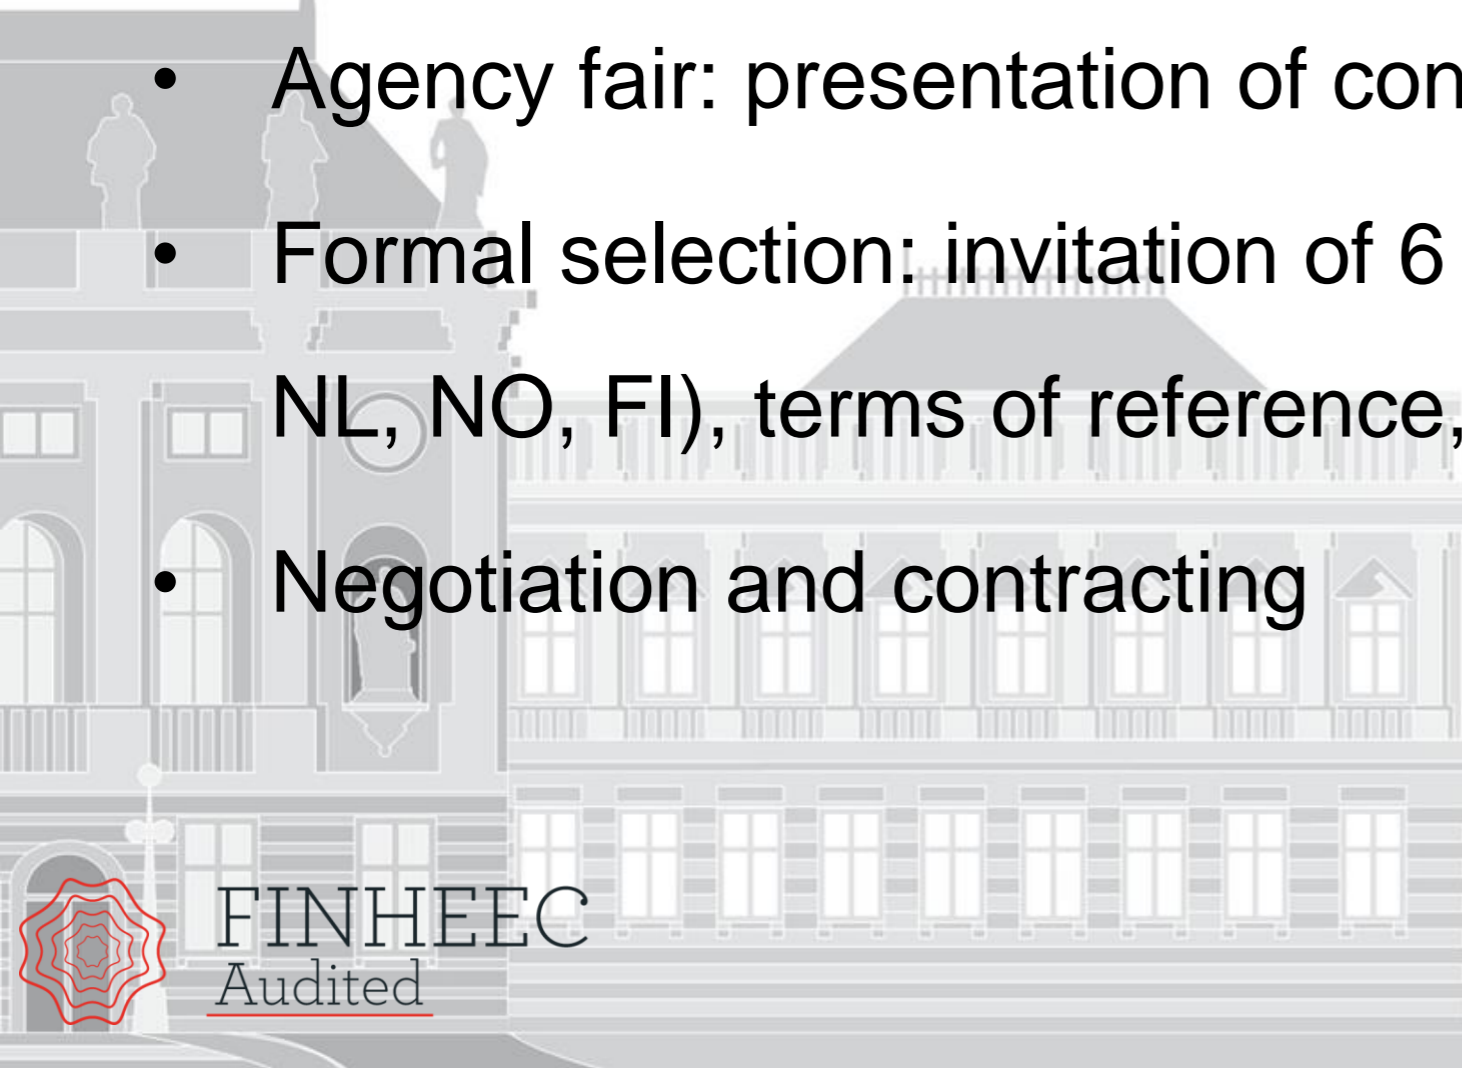 • Agency fair: presentation of con
• Formal selection: invitation of 6
NL, NO, FI), terms of reference,
• Negotiation and contracting
FINHEEC
Audited